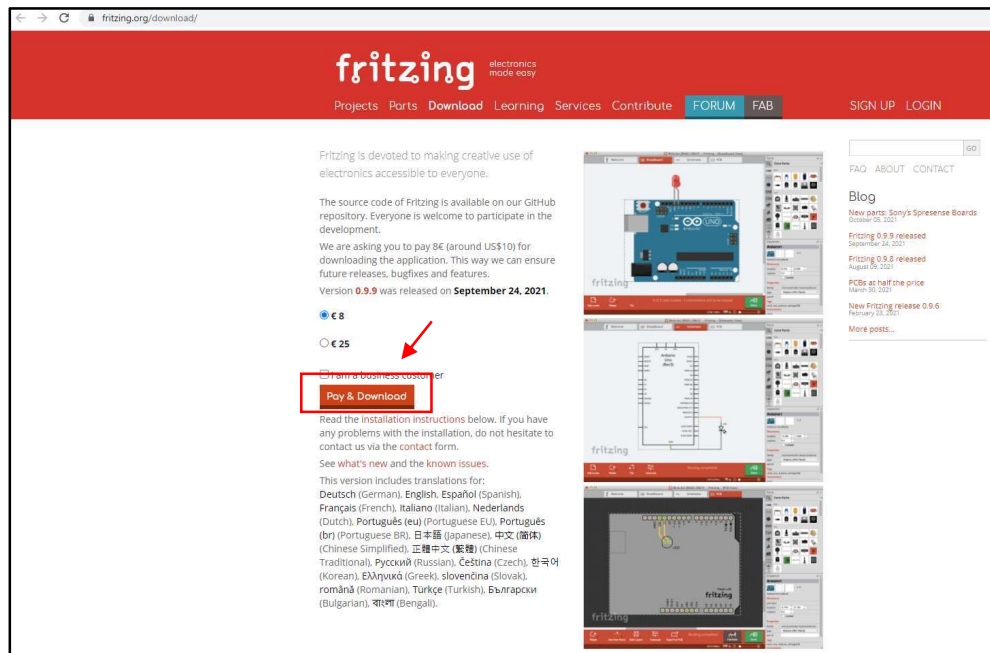 fritzing.org/download/
fritzing electronics
made easy
Projects Parts Download Learning Services Contribute FORUM FAB SIGN UP LOGIN
Fritzing is devoted to making creative use of
electronics accessible to everyone.
The source code of Fritzing is available on our GitHub
repository. Everyone is welcome to participate in the
development.
We are asking you to pay 8€ (around US$10) for
downloading the application. This way we can ensure
future releases, bugfixes and features.
Version 0.9.9 was released on September 24, 2021.
€ 8
€ 25
I am a business customer
Pay & Download
Read the installation instructions below. If you have
any problems with the installation, do not hesitate to
contact us via the contact form.
See what's new and the known issues.
This version includes translations for:
Deutsch (German), English, Español (Spanish),
Français (French), Italiano (Italian), Nederlands
(Dutch), Português (eu) (Portuguese EU), Português
(br) (Portuguese BR), 日本語 (Japanese), 中文 (简体)
(Chinese Simplified), 正體中文 (繁體) (Chinese
Traditional), Русский (Russian), Čeština (Czech), 한국어
(Korean), Ελληνικά (Greek), slovenčina (Slovak),
română (Romanian), Türkçe (Turkish), Български
(Bulgarian), বাংলা (Bengali).
fritzing
Arduino
Uno
(Rev3)
fritzing
fritzing
fritzing
GO
FAQ ABOUT CONTACT
Blog
New parts: Sony's Spresense Boards
October 05, 2021
Fritzing 0.9.9 released
September 24, 2021
Fritzing 0.9.8 released
August 09, 2021
PCBs at half the price
March 30, 2021
New Fritzing release 0.9.6
February 23, 2021
More posts...